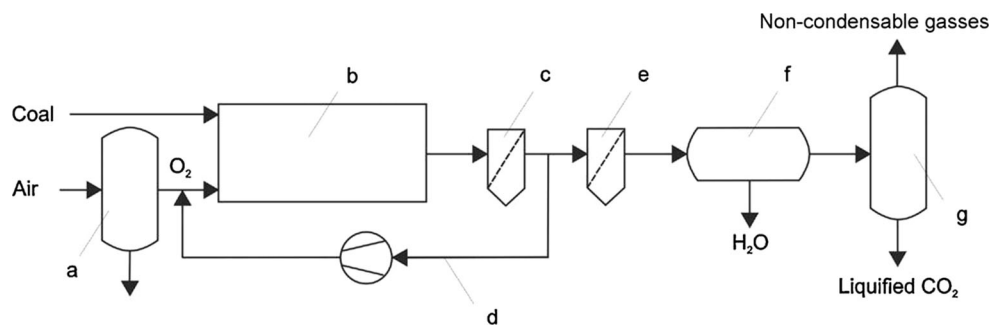 Non-condensable gasses
b
c
e
f
Coal
O₂
Air
g
a
H₂O
d
Liquified CO₂